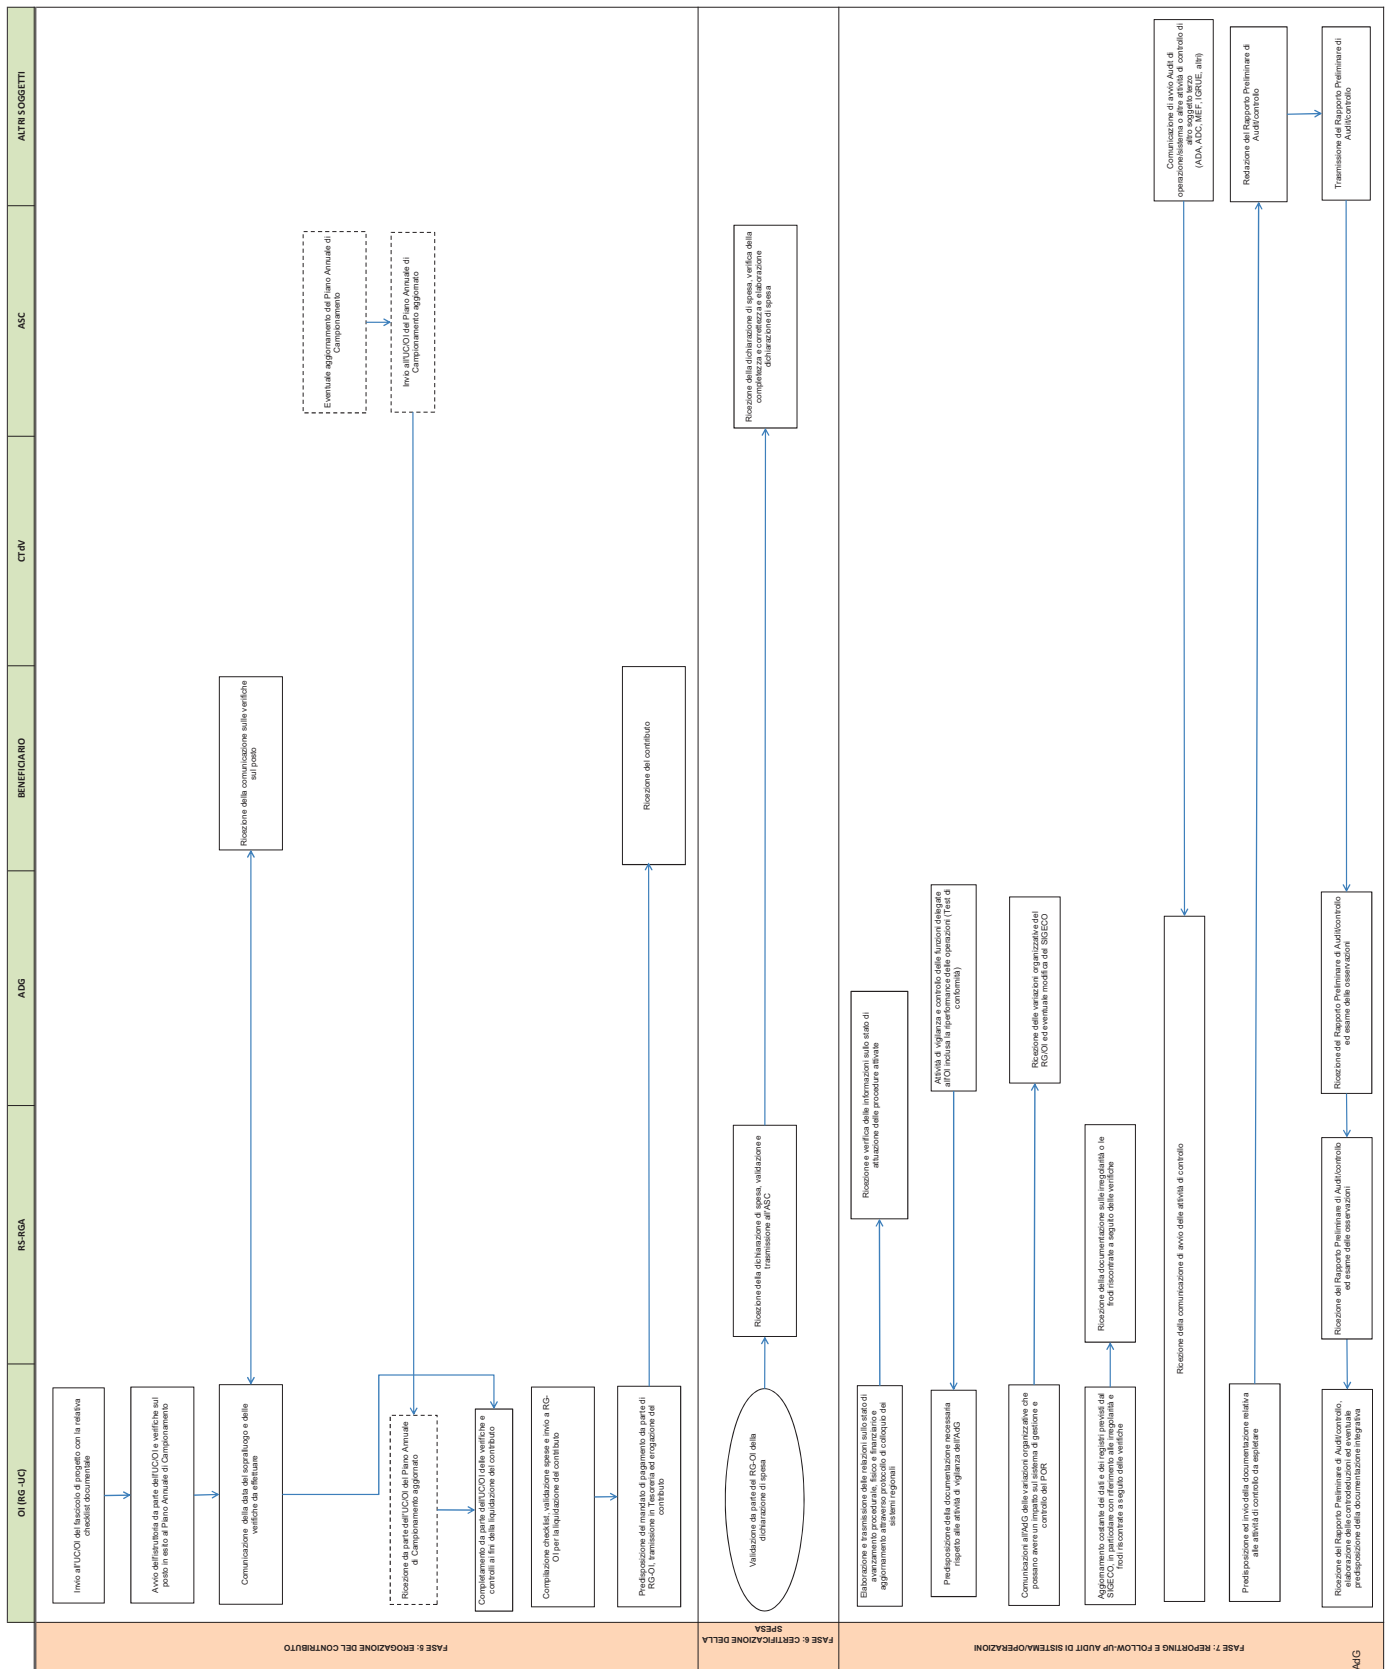 OI (RG -UC)
RS-RGA
ADG
BENEFICIARIO
CTdV
ASC
ALTRI SOGGETTI
FASE 5: EROGAZIONE DEL CONTRIBUTO
Invio all'UC/OI del fascicolo di progetto con la relativa
checklist documentale
Avvio dell'istruttoria da parte dell'UC/OI e verifiche sul
posto in esito al Piano Annuale di Campionamento
Comunicazione della data del sopralluogo e delle
verifiche da effettuare
Ricezione della comunicazione sulle verifiche
sul posto
Eventuale aggiornamento del Piano Annuale di
Campionamento
Invio all'UC/OI del Piano Annuale di
Campionamento aggiornato
Ricezione da parte dell'UC/OI del Piano Annuale
di Campionamento aggiornato
Completamento da parte dell'UC/OI delle verifiche e
controlli ai fini della liquidazione del contributo
Compilazione checklist, validazione spese e invio a RG-
OI per la liquidazione del contributo
Predisposizione del mandato di pagamento da parte di
RG-OI, tramissione in Tesoreria ed erogazione del
contributo
Ricezione del contributo
FASE 6: CERTIFICAZIONE DELLA
SPESA
Validazione da parte del RG-OI della
dichiarazione di spesa
Ricezione della dichiarazione di spesa, validazione e
trasmissione all'ASC
Ricezione della dichiarazione di spesa, verifica della
completezza e correttezza e elaborazione
dichiarazione di spesa
FASE 7: REPORTING E FOLLOW-UP AUDIT DI SISTEMA/OPERAZIONI
Elaborazione e trasmissione delle relazioni sullo stato di
avanzamento procedurale, fisico e finanziario e
aggiornamento attraverso protocollo di colloquio dei
sistemi regionali
Ricezione e verifica delle informazioni sullo stato di
attuazione delle procedure attivate
Attività di vigilanza e controllo delle funzioni delegate
all'OI inclusa la riperformance delle operazioni (Test di
conformità)
Predisposizione della documentazione necessaria
rispetto alle attività di vigilanza dell'AdG
Comunicazioni all'AdG delle variazioni organizzative che
possano avere un impatto sul sistema di gestione e
controllo del POR
Ricezione delle variazioni organizzative del
RG/OI ed eventuale modifica del SIGECO
Aggiornamento costante dei dati e dei registri previsti dal
SIGECO, in particolare con riferimento alle irregolarità e
frodi riscontrate a seguito delle verifiche
Ricezione della documentazione sulle irregolarità o le
frodi riscontrate a seguito delle verifiche
Comunicazione di avvio Audit di
operazione/sistema o altre attività di controllo di
altro soggetto terzo
(ADA, ADC, MEF, IGRUE, altri)
Ricezione della comunicazione di avvio delle attività di controllo
Predisposizione ed invio della documentazione relativa
alle attività di controllo da espletare
Redazione del Rapporto Preliminare di
Audit/controllo
Trasmissione del Rapporto Preliminare di
Audit/controllo
Ricezione del Rapporto Preliminare di Audit/controllo
ed esame delle osservazioni
Ricezione del Rapporto Preliminare di Audit/controllo
ed esame delle osservazioni
Ricezione del Rapporto Preliminare di Audit/controllo,
elaborazione delle controdeduzioni ed eventuale
predisposizione della documentazione integrativa
AdG